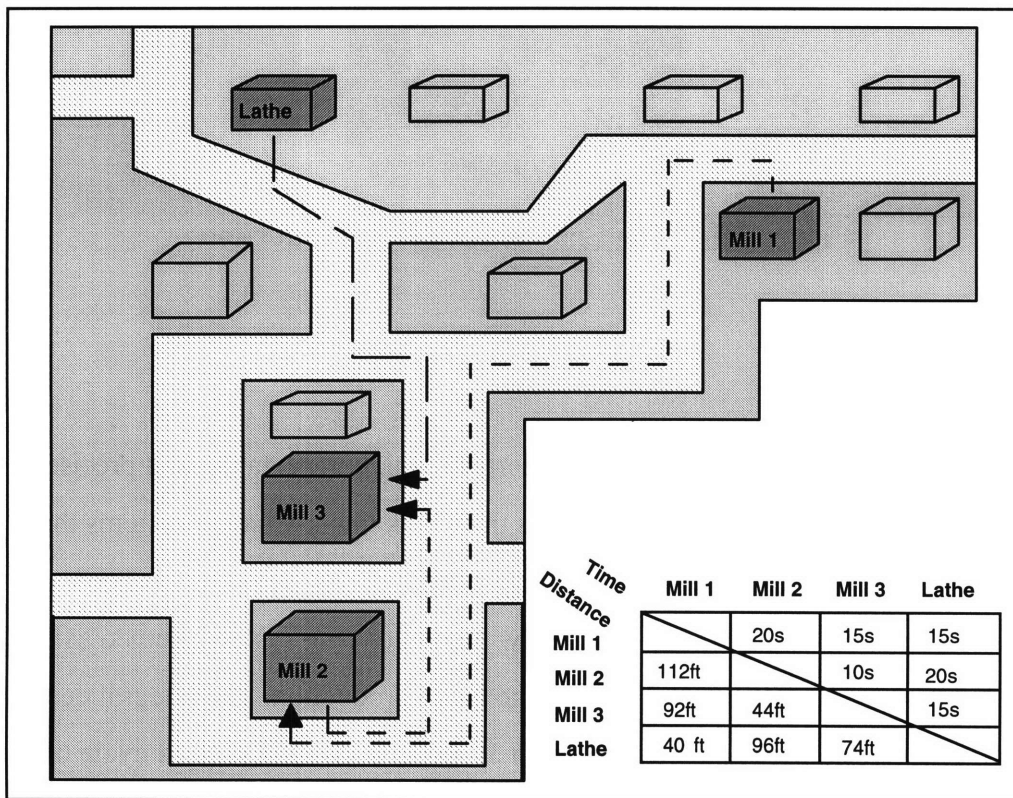 Lathe
Mill 1
Mill 3
Mill 2
Time
Distance
Mill 1 Mill 2 Mill 3 Lathe
Mill 1 20s 15s 15s
Mill 2 112ft 10s 20s
Mill 3 92ft 44ft 15s
Lathe 40 ft 96ft 74ft